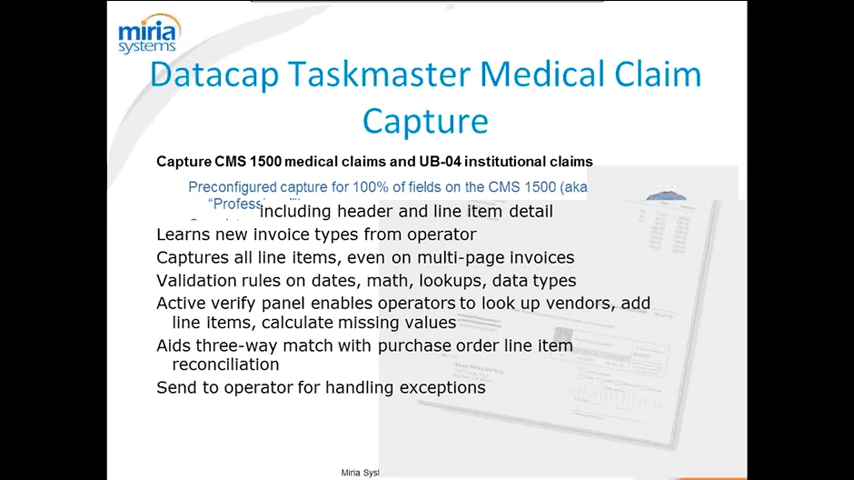 miria
systems
Datacap Taskmaster Medical Claim
Capture
Capture CMS 1500 medical claims and UB-04 institutional claims
Preconfigured capture for 100% of fields on the CMS 1500 (aka
including header and line item detail
Learns new invoice types from operator
Captures all line items, even on multi-page invoices
Validation rules on dates, math, lookups, data types
Active verify panel enables operators to look up vendors, add
line items, calculate missing values
Aids three-way match with purchase order line item
reconciliation
Send to operator for handling exceptions
Miria Syst